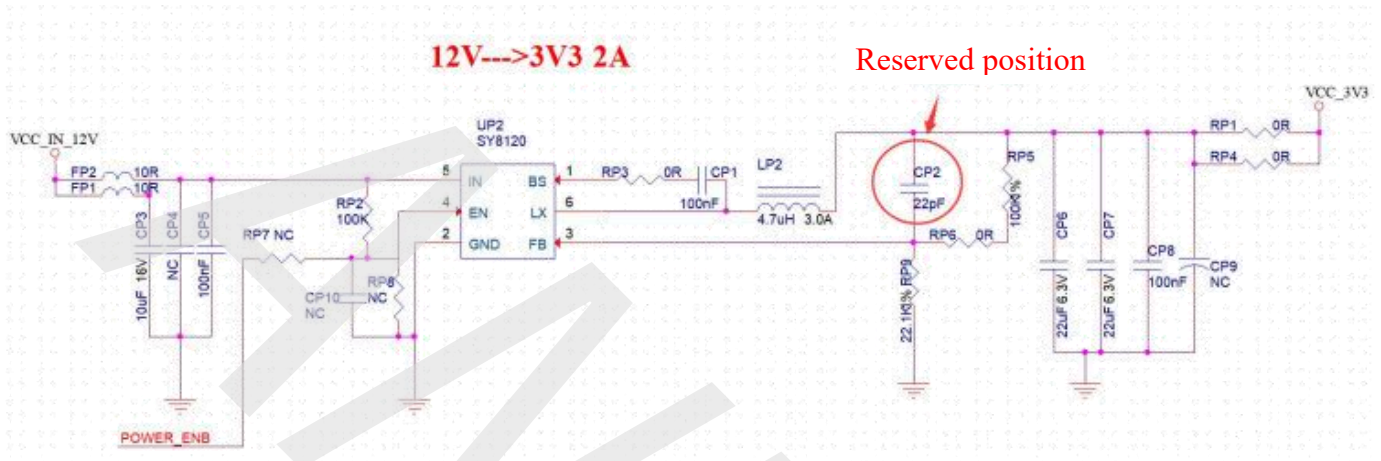 12V--->3V3 2A
Reserved position
VCC_3V3
VCC_IN_12V
UP2
SY8120
RP1 0R
RP4 0R
FP2 10R
FP1 10R
5 IN BS 1
4 EN LX 6
2 GND FB 3
RP3 0R CP1
100nF
LP2
4.7uH 3.0A
CP2
22pF
RP5
100K1%
RP6 0R
RP9
22.1K1%
RP2
100K
RP7 NC
RP8
NC
CP10
NC
CP3
10uF 16V
CP4
NC
CP5
100nF
CP6
22uF 6.3V
CP7
22uF 6.3V
CP8
100nF
CP9
NC
POWER_ENB